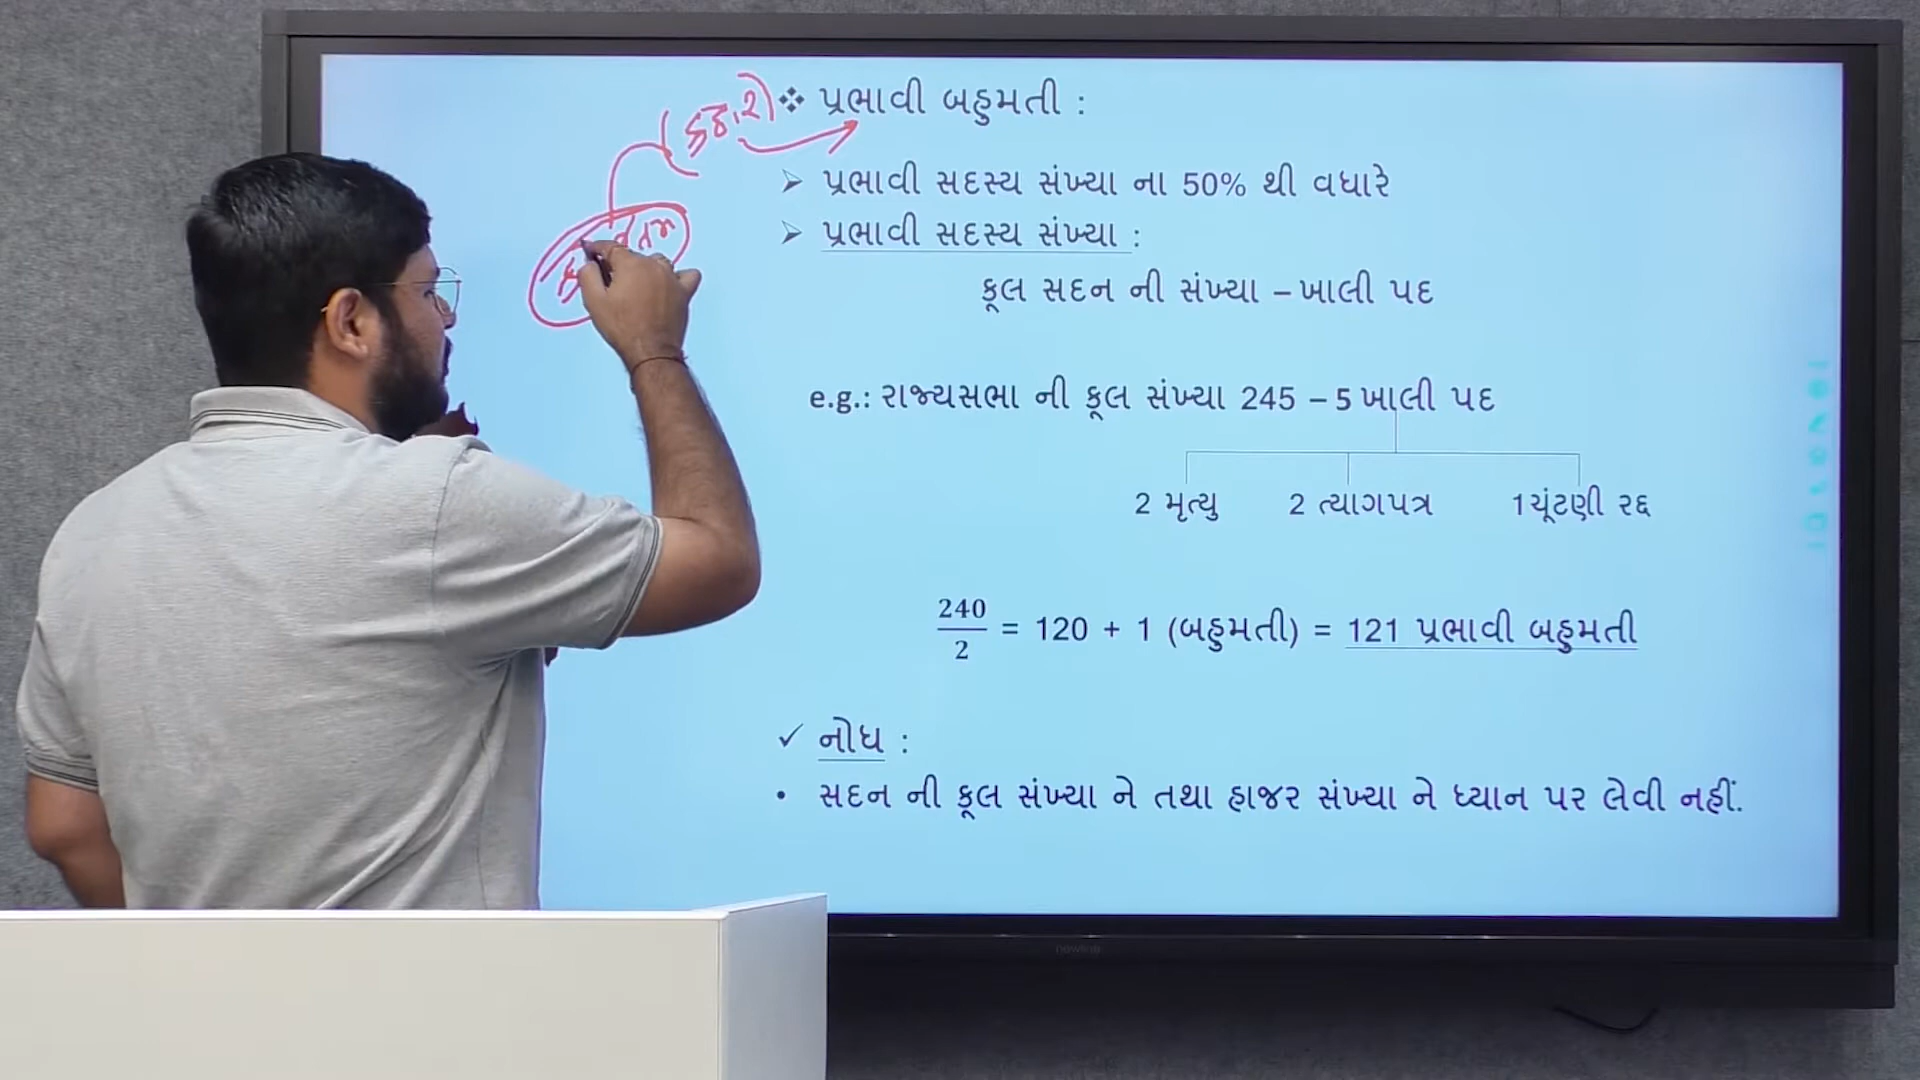 ❖ પ્રભાવી બહુમતી :
➢ પ્રભાવી સદસ્ય સંખ્યા ના 50% થી વધારે
➢ પ્રભાવી સદસ્ય સંખ્યા :
કૂલ સદન ની સંખ્યા – ખાલી પદ
e.g.: રાજ્યસભા ની કૂલ સંખ્યા 245 – 5 ખાલી પદ
2 મૃત્યુ 2 ત્યાગપત્ર 1ચૂંટણી રદ્દ
240/2 = 120 + 1 (બહુમતી) = 121 પ્રભાવી બહુમતી
✓ નોધ :
• સદન ની કૂલ સંખ્યા ને તથા હાજર સંખ્યા ને ધ્યાન પર લેવી નહીં.